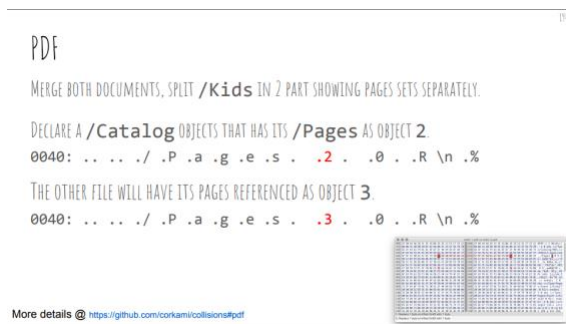 PDF
MERGE BOTH DOCUMENTS, SPLIT /Kids IN 2 PART SHOWING PAGES SETS SEPARATELY.
DECLARE A /Catalog OBJECTS THAT HAS ITS /Pages AS OBJECT 2.
0040: .. .. ./ .P .a .g .e .s . .2 . .0 . .R \n .%
THE OTHER FILE WILL HAVE ITS PAGES REFERENCED AS OBJECT 3.
0040: .. .. ./ .P .a .g .e .s . .3 . .0 . .R \n .%
More details @ https://github.com/corkami/collisions#pdf